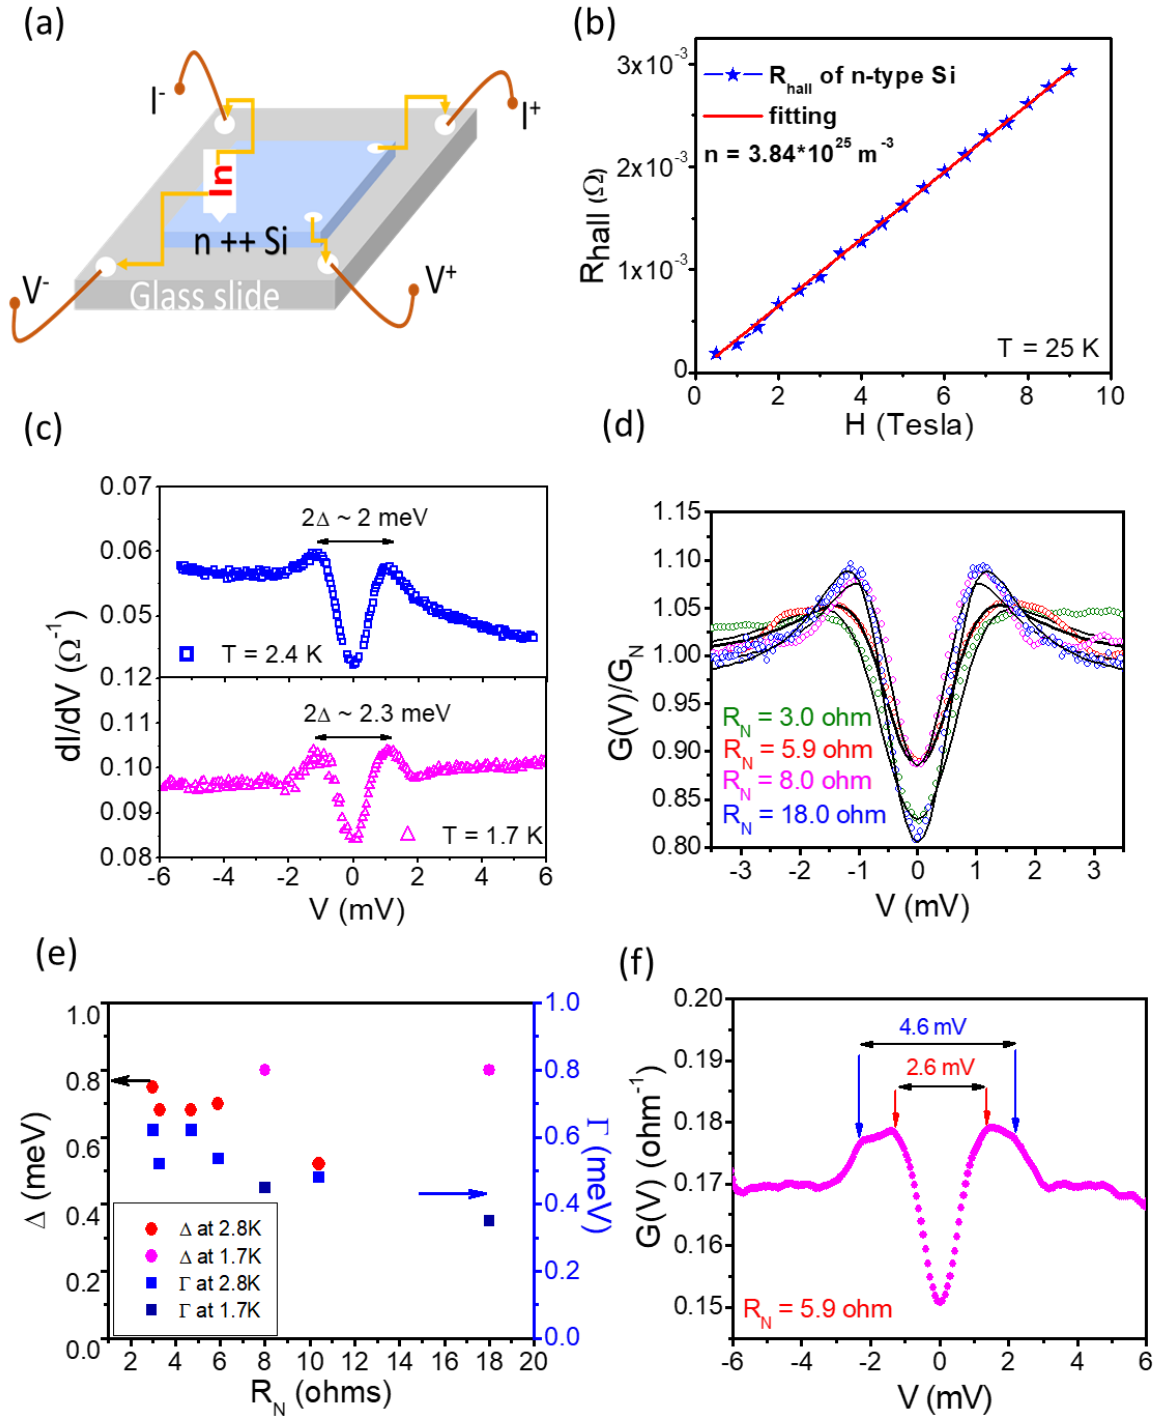 (a)
I⁻
I⁺
In
n ++ Si
V⁻
V⁺
Glass slide
(b)
3x10⁻³
2x10⁻³
1x10⁻³
0
R_hall (Ω)
R_hall of n-type Si
fitting
n = 3.84*10²⁵ m⁻³
T = 25 K
0 2 4 6 8 10
H (Tesla)
(c)
0.07
0.06
0.05
0.12
0.11
0.10
0.09
0.08
dI/dV (Ω⁻¹)
2Δ ~ 2 meV
T = 2.4 K
2Δ ~ 2.3 meV
T = 1.7 K
-6 -4 -2 0 2 4 6
V (mV)
(d)
1.15
1.10
1.05
1.00
0.95
0.90
0.85
0.80
G(V)/G_N
R_N = 3.0 ohm
R_N = 5.9 ohm
R_N = 8.0 ohm
R_N = 18.0 ohm
-3 -2 -1 0 1 2 3
V (mV)
(e)
1.0
0.8
0.6
0.4
0.2
0.0
Δ (meV)
Δ at 2.8K
Δ at 1.7K
Γ at 2.8K
Γ at 1.7K
1.0
0.8
0.6
0.4
0.2
0.0
Γ (meV)
2 4 6 8 10 12 14 16 18 20
R_N (ohms)
(f)
0.20
0.19
0.18
0.17
0.16
0.15
G(V) (ohm⁻¹)
4.6 mV
2.6 mV
R_N = 5.9 ohm
-6 -4 -2 0 2 4 6
V (mV)